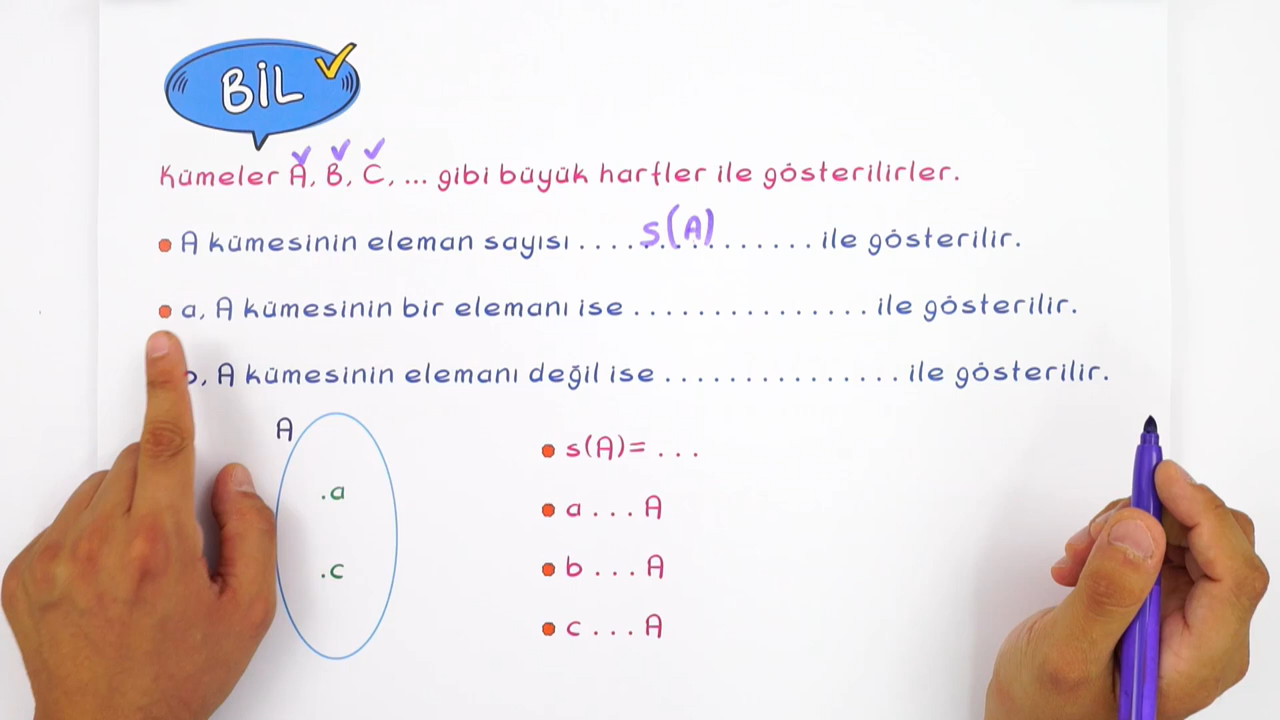 BİL
Kümeler A, B, C, ... gibi büyük harfler ile gösterilirler.
A kümesinin eleman sayısı .... s(A) ....... ile gösterilir.
a, A kümesinin bir elemanı ise ............... ile gösterilir.
b, A kümesinin elemanı değil ise ............... ile gösterilir.
A
.a
.c
s(A)= ...
a ... A
b ... A
c ... A